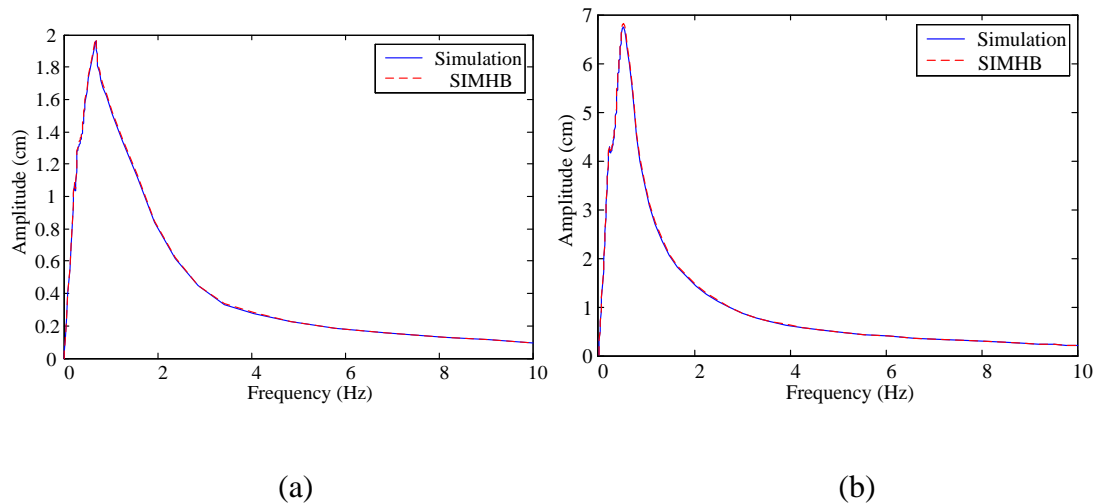 2
1.8
1.6
1.4
1.2
1
0.8
0.6
0.4
0.2
0
Amplitude (cm)
Simulation
SIMHB
0 2 4 6 8 10
Frequency (Hz)
(a)
7
6
5
4
3
2
1
0
Amplitude (cm)
Simulation
SIMHB
0 2 4 6 8 10
Frequency (Hz)
(b)